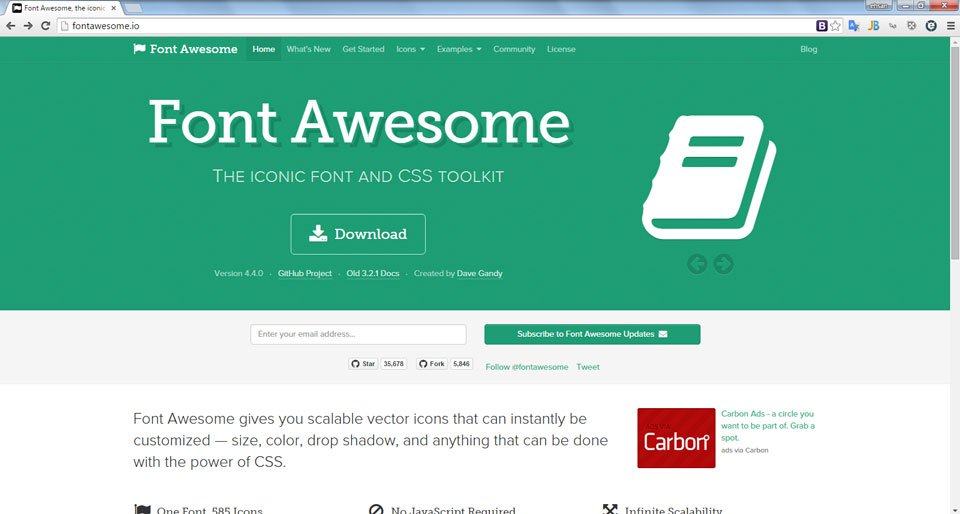 Font Awesome, the iconic
ehsan
fontawesome.io
Font Awesome
Home
What's New
Get Started
Icons
Examples
Community
License
Blog
Font Awesome
The iconic font and CSS toolkit
Download
Version 4.4.0 · GitHub Project · Old 3.2.1 Docs · Created by Dave Gandy
Enter your email address...
Subscribe to Font Awesome Updates
Star 35,678
Fork 5,846
Follow @fontawesome
Tweet
Font Awesome gives you scalable vector icons that can instantly be
customized — size, color, drop shadow, and anything that can be done
with the power of CSS.
ADS VIA
Carbon
Carbon Ads - a circle you
want to be part of. Grab a
spot.
ads via Carbon
One Font, 585 Icons
No JavaScript Required
Infinite Scalability